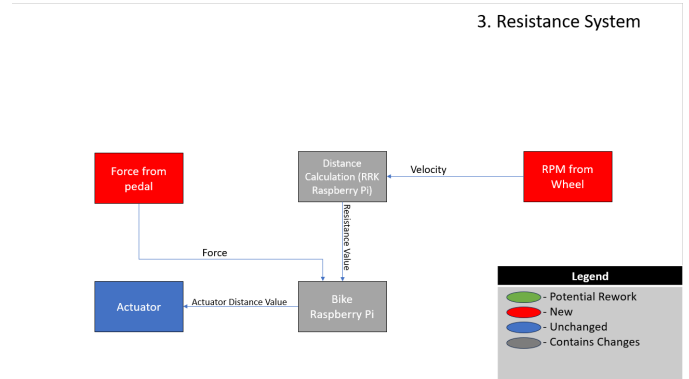 3. Resistance System
Force from
pedal
Distance
Calculation (RRK
Raspberry Pi)
Velocity
RPM from
Wheel
Resistance Value
Force
Actuator
Actuator Distance Value
Bike
Raspberry Pi
Legend
- Potential Rework
- New
- Unchanged
- Contains Changes